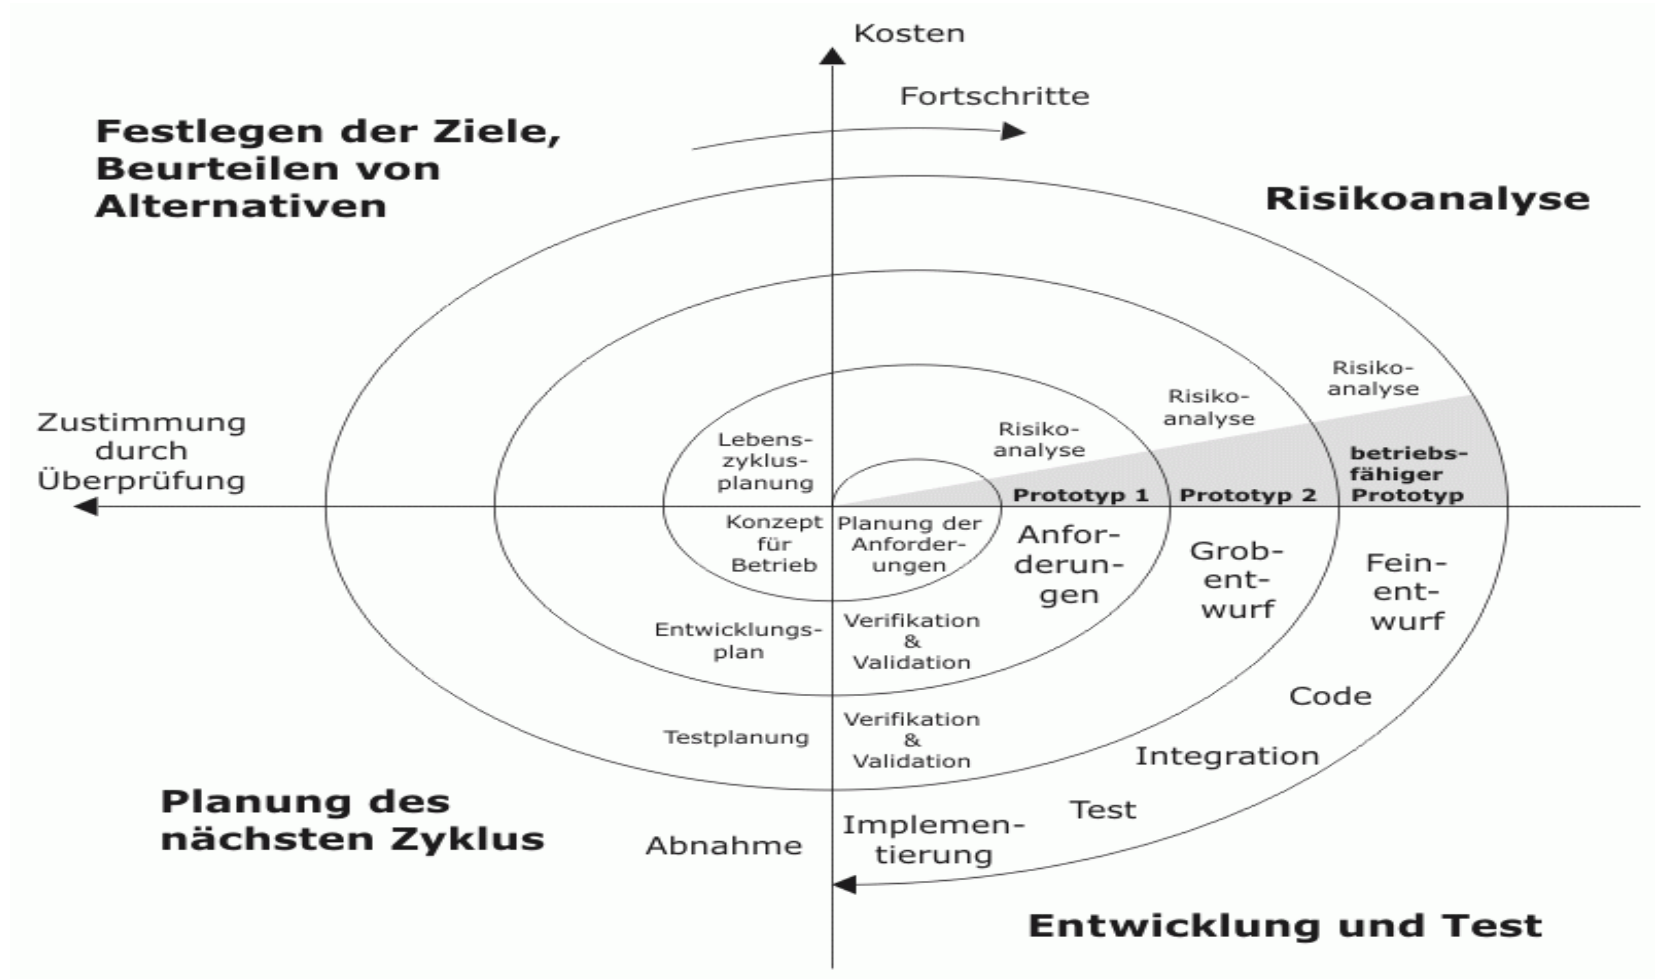 Kosten
Fortschritte
Festlegen der Ziele,
Beurteilen von
Alternativen
Risikoanalyse
Zustimmung
durch
Überprüfung
Lebens-
zyklus-
planung
Risiko-
analyse
Risiko-
analyse
Risiko-
analyse
Prototyp 1
Prototyp 2
betriebs-
fähiger
Prototyp
Konzept
für
Betrieb
Planung der
Anforder-
ungen
Anfor-
derun-
gen
Grob-
ent-
wurf
Fein-
ent-
wurf
Entwicklungs-
plan
Verifikation
&
Validation
Testplanung
Verifikation
&
Validation
Code
Integration
Test
Implemen-
tierung
Abnahme
Planung des
nächsten Zyklus
Entwicklung und Test